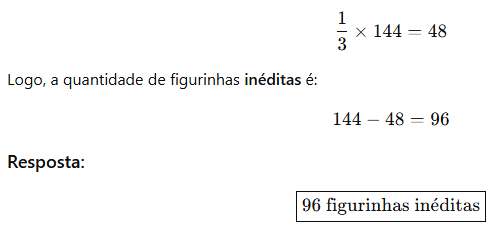 1/3 × 144 = 48
Logo, a quantidade de figurinhas inéditas é:
144 − 48 = 96
Resposta:
96 figurinhas inéditas